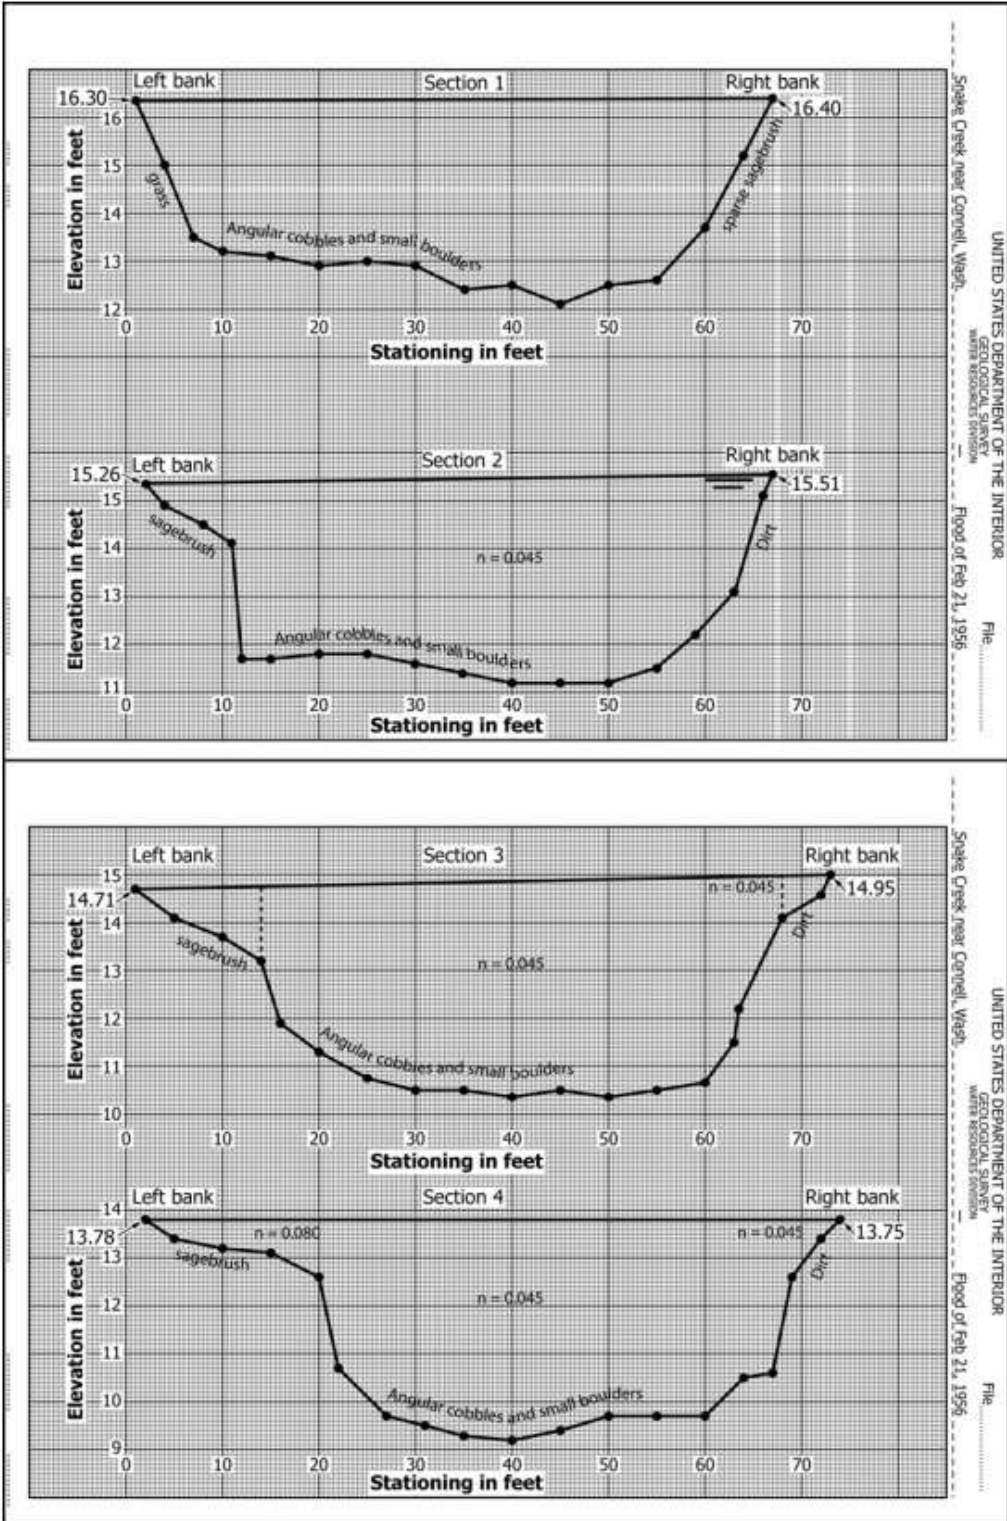 Left bank
Section 1
Right bank
16.30
16.40
16
15
14
13
12
Elevation in feet
grass
Angular cobbles and small boulders
sparse sagebrush
0 10 20 30 40 50 60 70
Stationing in feet
Left bank
Section 2
Right bank
15.26
15.51
15
14
13
12
11
Elevation in feet
sagebrush
n = 0.045
Dirt
Angular cobbles and small boulders
0 10 20 30 40 50 60 70
Stationing in feet
Snake Creek near Connell, Wash.
Flood of Feb 21, 1956
UNITED STATES DEPARTMENT OF THE INTERIOR
GEOLOGICAL SURVEY
WATER RESOURCES DIVISION
File
Left bank
Section 3
Right bank
14.71
14.95
15
14
13
12
11
10
Elevation in feet
n = 0.045
sagebrush
n = 0.045
Dirt
Angular cobbles and small boulders
0 10 20 30 40 50 60 70
Stationing in feet
Left bank
Section 4
Right bank
13.78
13.75
14
13
12
11
10
9
Elevation in feet
n = 0.080
n = 0.045
sagebrush
n = 0.045
Dirt
Angular cobbles and small boulders
0 10 20 30 40 50 60 70
Stationing in feet
Snake Creek near Connell, Wash.
Flood of Feb 21, 1956
UNITED STATES DEPARTMENT OF THE INTERIOR
GEOLOGICAL SURVEY
WATER RESOURCES DIVISION
File